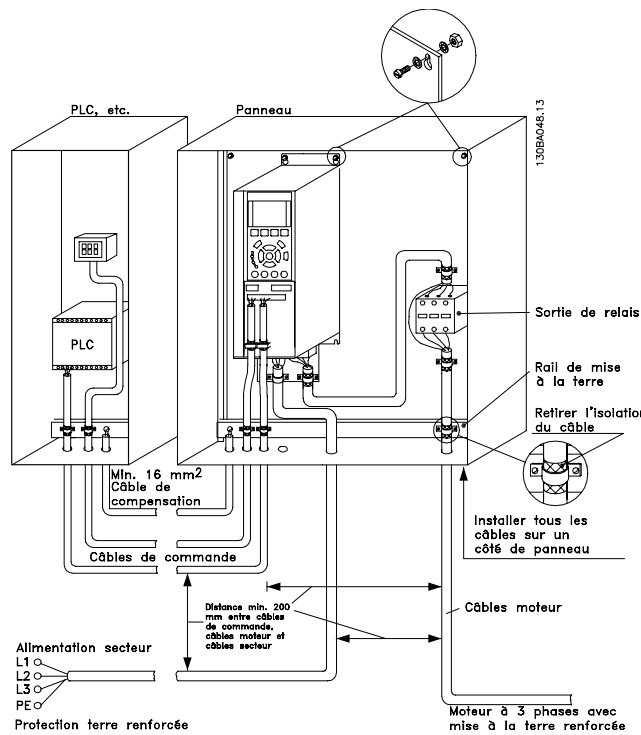 PLC, etc.
Panneau
130BA048.13
PLC
Sortie de relais
Rail de mise
à la terre
Retirer l'isolation
du câble
Min. 16 mm2
Câble de
compensation
Installer tous les
câbles sur un
côté de panneau
Câbles de commande
Distance min. 200
mm entre câbles
de commande,
câbles moteur et
câbles secteur
Câbles moteur
Alimentation secteur
L1
L2
L3
PE
Protection terre renforcée
Moteur à 3 phases avec
mise à la terre renforcée